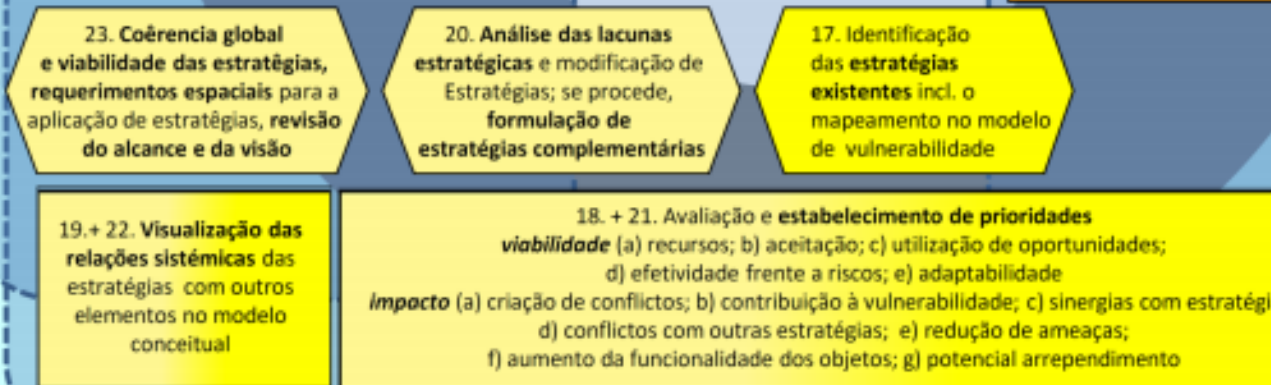 23. Coêrencia global
e viabilidade das estratêgias,
requerimentos espaciais para a
aplicação de estratêgias, revisão
do alcance e da visão
20. Análise das lacunas
estratégicas e modificação de
Estratégias; se procede,
formulação de
estratégias complementárias
17. Identificação
das estratégias
existentes incl. o
mapeamento no modelo
de vulnerabilidade
19.+ 22. Visualização das
relações sistémicas das
estratégias com outros
elementos no modelo
conceitual
18. + 21. Avaliação e estabelecimento de prioridades
viabilidade (a) recursos; b) aceitação; c) utilização de oportunidades;
d) efetividade frente a riscos; e) adaptabilidade
impacto (a) criação de conflictos; b) contribuição à vulnerabilidade; c) sinergias com estratégi
d) conflictos com outras estratégias; e) redução de ameaças;
f) aumento da funcionalidade dos objetos; g) potencial arrependimento